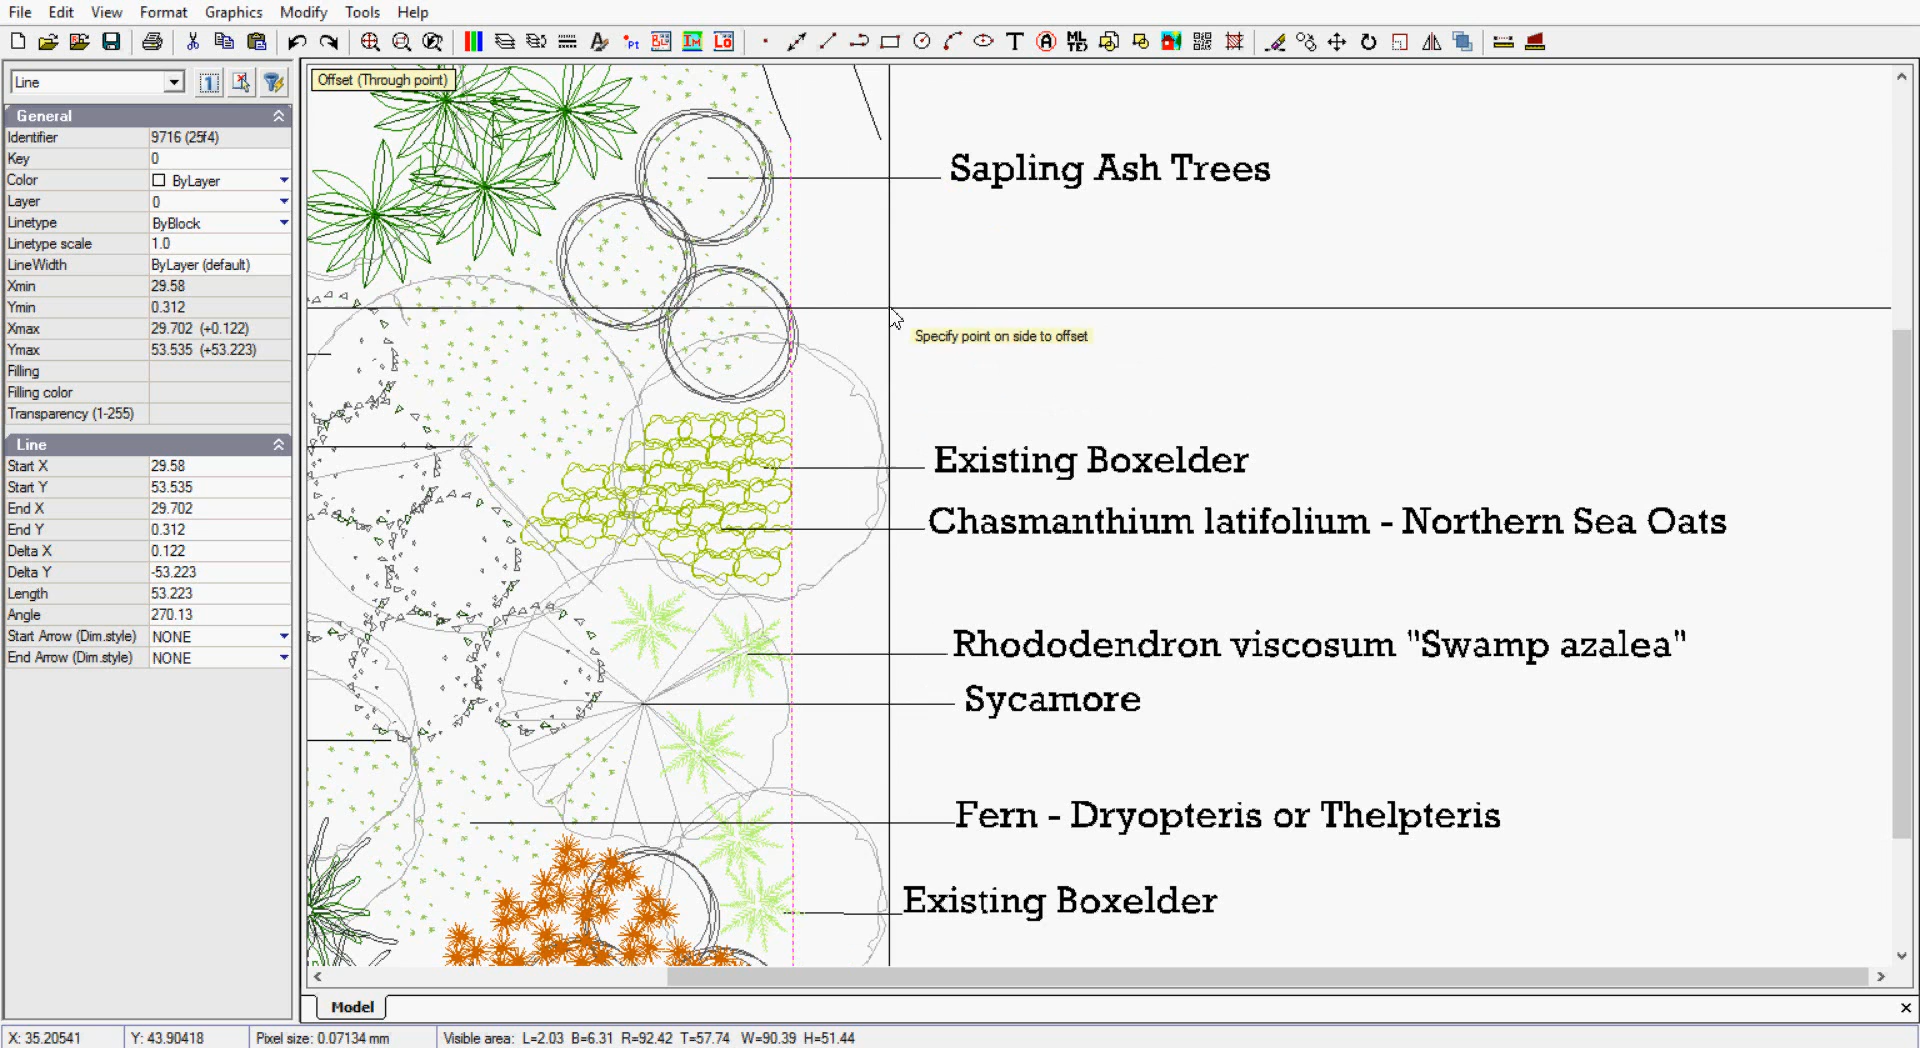 File Edit View Format Graphics Modify Tools Help
Line
General
Identifier 9716 (25f4)
Key 0
Color ByLayer
Layer 0
Linetype ByBlock
Linetype scale 1.0
LineWidth ByLayer (default)
Xmin 29.58
Ymin 0.312
Xmax 29.702 (+0.122)
Ymax 53.535 (+53.223)
Filling
Filling color
Transparency (1-255)
Line
Start X 29.58
Start Y 53.535
End X 29.702
End Y 0.312
Delta X 0.122
Delta Y -53.223
Length 53.223
Angle 270.13
Start Arrow (Dim.style) NONE
End Arrow (Dim.style) NONE
Offset (Through point)
Sapling Ash Trees
Specify point on side to offset
Existing Boxelder
Chasmanthium latifolium - Northern Sea Oats
Rhododendron viscosum "Swamp azalea"
Sycamore
Fern - Dryopteris or Thelpteris
Existing Boxelder
Model
X: 35.20541 Y: 43.90418 Pixel size: 0.07134 mm Visible area: L=2.03 B=6.31 R=92.42 T=57.74 W=90.39 H=51.44